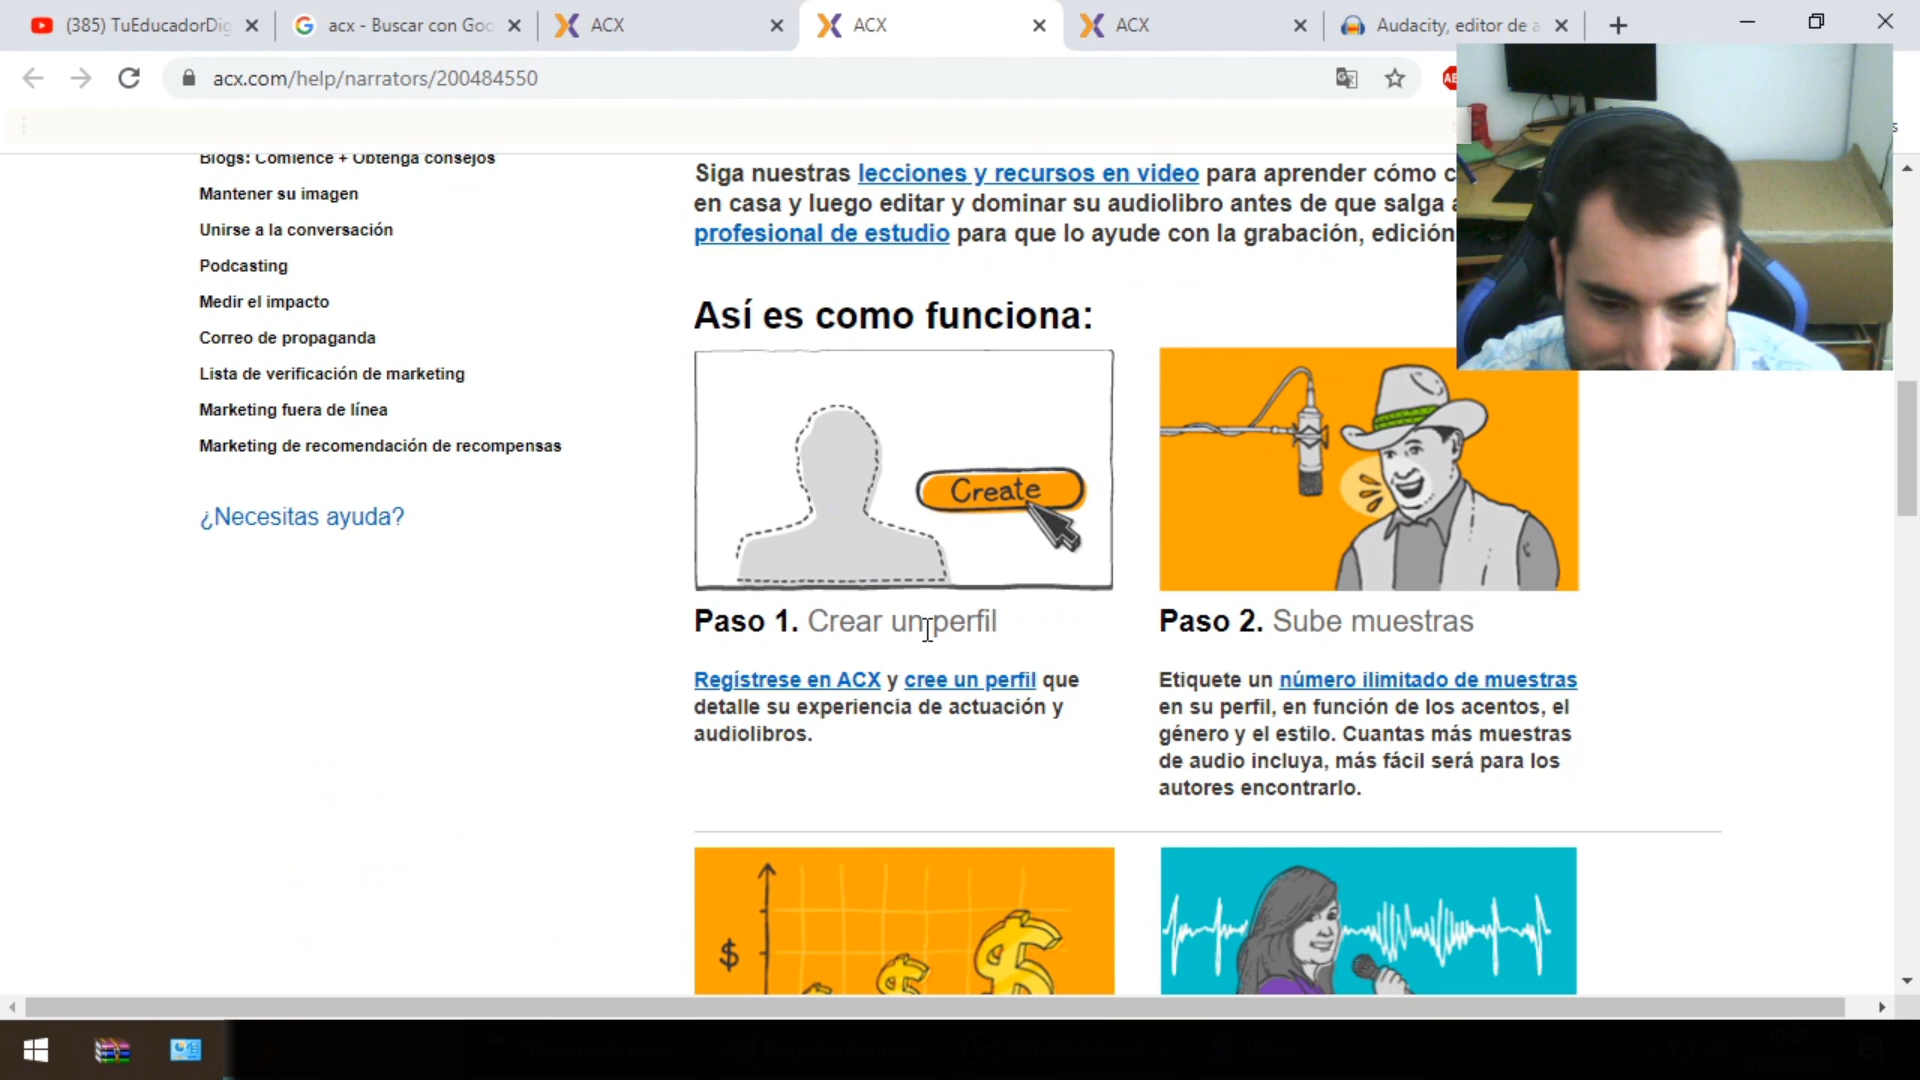 (385) TuEducadorDig
acx - Buscar con Goo
ACX
ACX
ACX
Audacity, editor de a
acx.com/help/narrators/200484550
Blogs: Comience + Obtenga consejos
Mantener su imagen
Unirse a la conversación
Podcasting
Medir el impacto
Correo de propaganda
Lista de verificación de marketing
Marketing fuera de línea
Marketing de recomendación de recompensas
¿Necesitas ayuda?
Siga nuestras lecciones y recursos en video para aprender cómo c
en casa y luego editar y dominar su audiolibro antes de que salga a
profesional de estudio para que lo ayude con la grabación, edición
Así es como funciona:
Create
Paso 1. Crear un perfil
Regístrese en ACX y cree un perfil que
detalle su experiencia de actuación y
audiolibros.
Paso 2. Sube muestras
Etiquete un número ilimitado de muestras
en su perfil, en función de los acentos, el
género y el estilo. Cuantas más muestras
de audio incluya, más fácil será para los
autores encontrarlo.
$
$
$